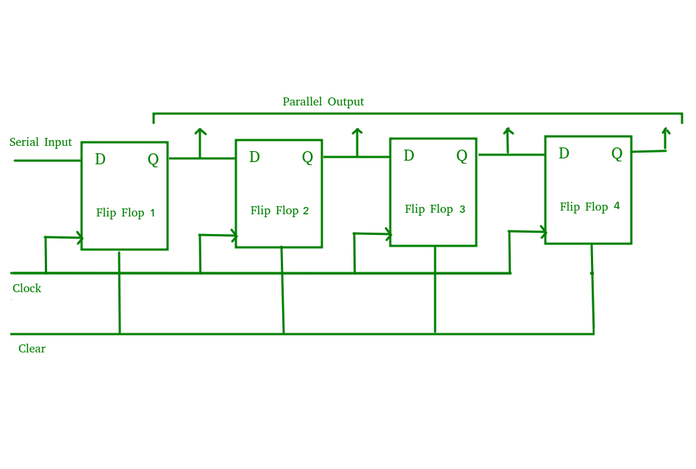 Parallel Output
Serial Input
D Q
D Q
D Q
D Q
Flip Flop 1
Flip Flop 2
Flip Flop 3
Flip Flop 4
Clock
Clear